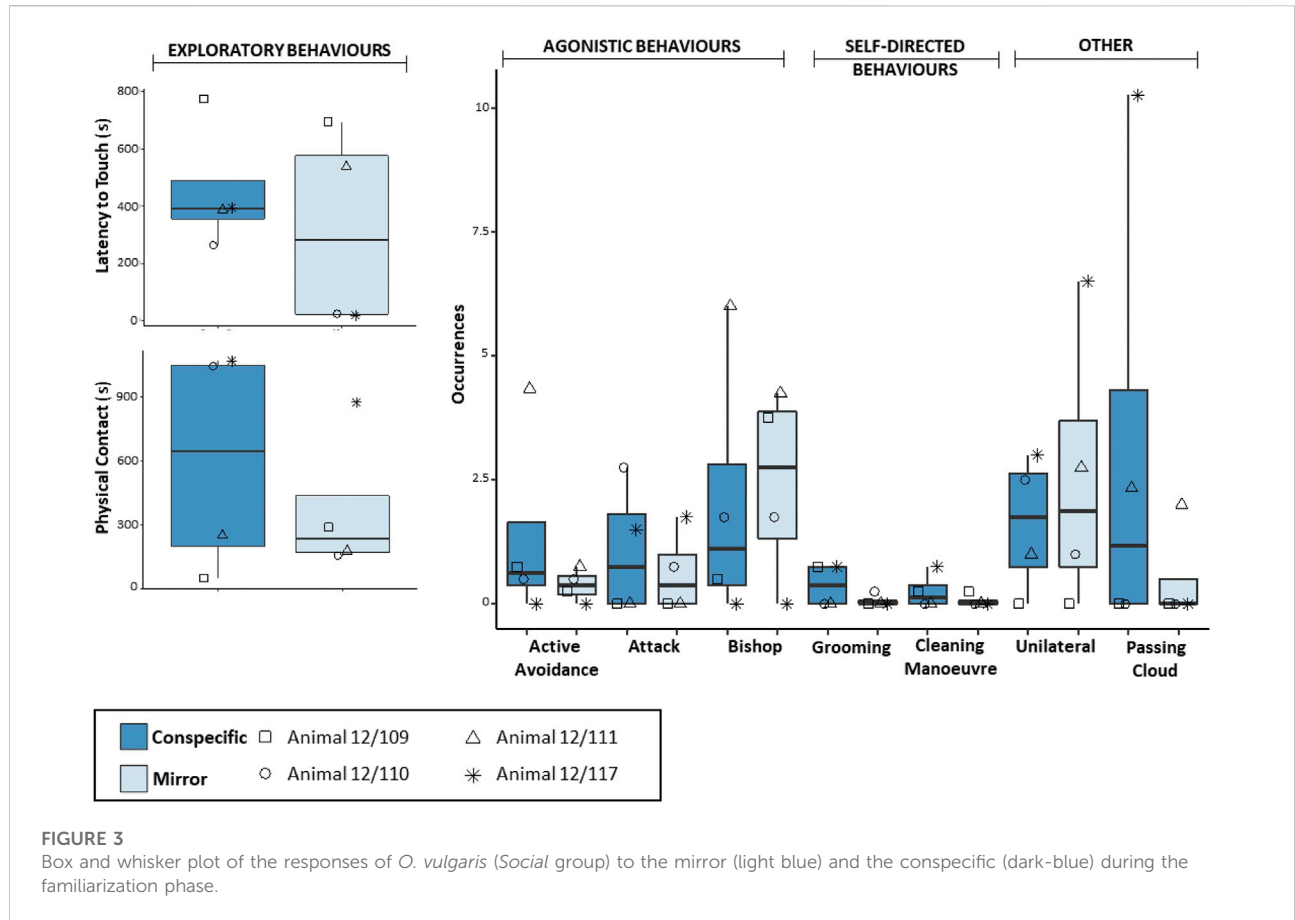 EXPLORATORY BEHAVIOURS
AGONISTIC BEHAVIOURS
SELF-DIRECTED
BEHAVIOURS
OTHER
Latency to Touch (s)
800
600
400
200
0
Physical Contact (s)
900
600
300
0
Occurrences
10
7.5
5
2.5
0
Active
Avoidance
Attack
Bishop
Grooming
Cleaning
Manoeuvre
Unilateral
Passing
Cloud
Conspecific
Animal 12/109
Animal 12/111
Mirror
Animal 12/110
Animal 12/117
FIGURE 3
Box and whisker plot of the responses of O. vulgaris (Social group) to the mirror (light blue) and the conspecific (dark-blue) during the
familiarization phase.